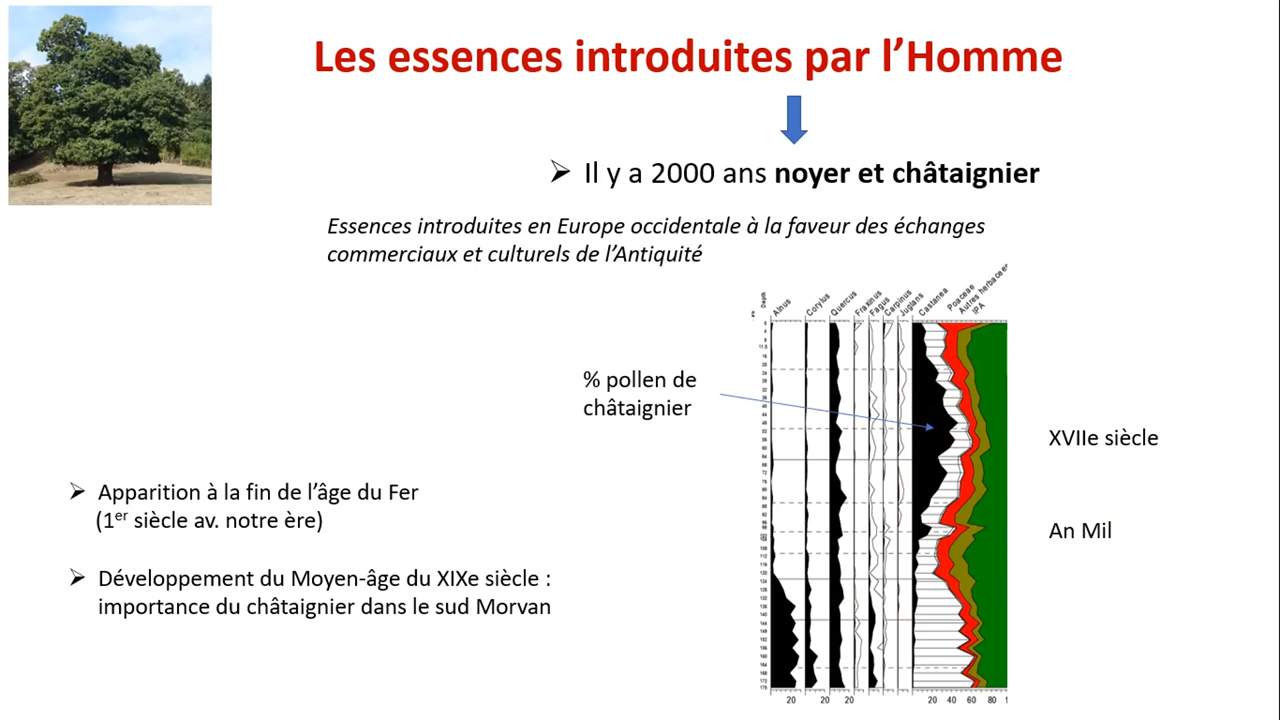 Les essences introduites par l’Homme
➢ Il y a 2000 ans noyer et châtaignier
Essences introduites en Europe occidentale à la faveur des échanges
commerciaux et culturels de l’Antiquité
Depth
Alnus
Corylus
Quercus
Fraxinus
Fagus
Carpinus
Juglans
Castanea
Poaceae
Autres herbacees
IPA
% pollen de
châtaignier
XVIIe siècle
An Mil
➢ Apparition à la fin de l’âge du Fer
(1er siècle av. notre ère)
➢ Développement du Moyen-âge du XIXe siècle :
importance du châtaignier dans le sud Morvan
20 20 20 20 40 60 80 1